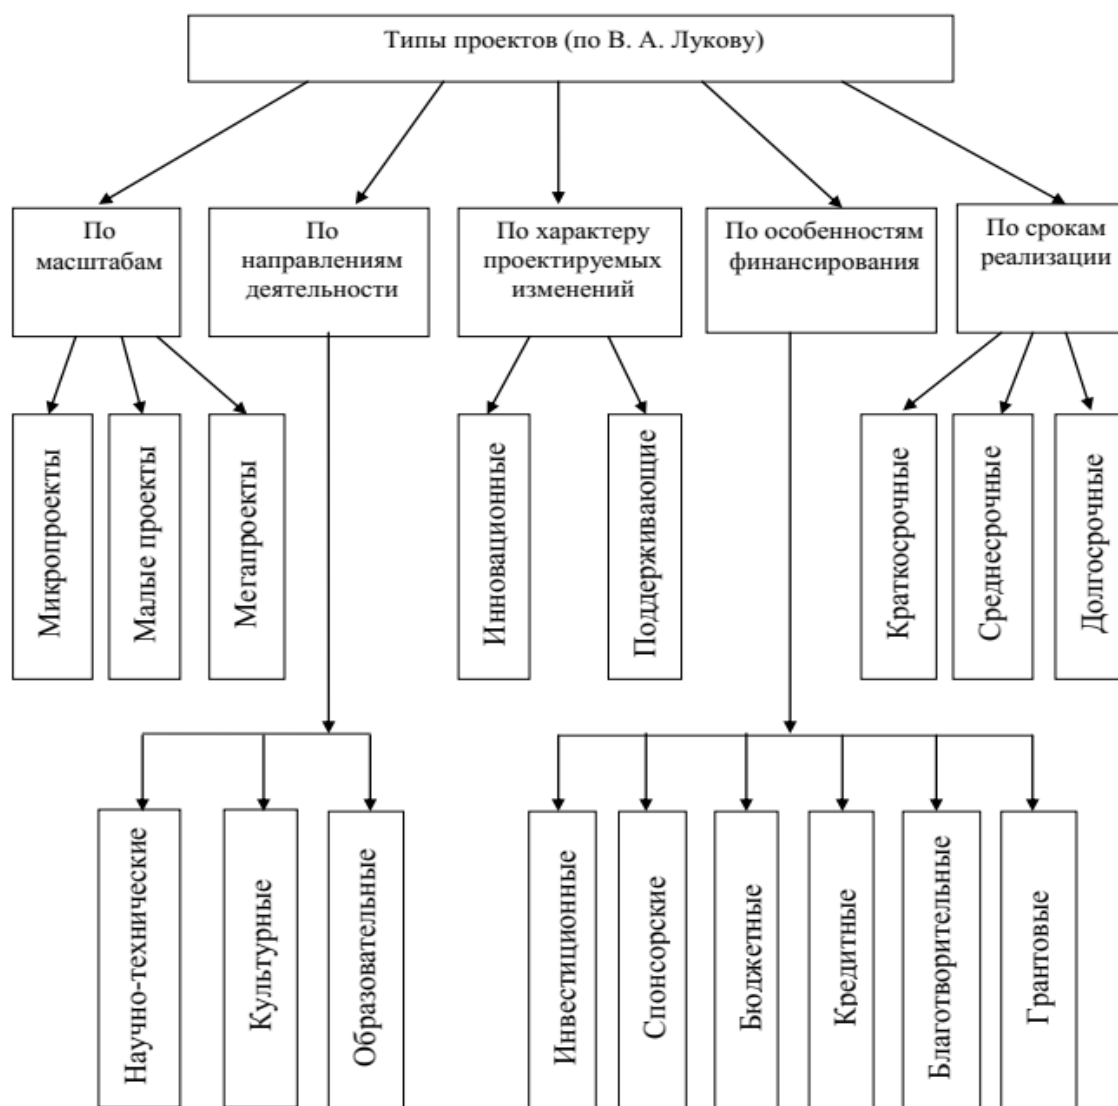 Типы проектов (по В. А. Лукову)
По
масштабам
По
направлениям
деятельности
По характеру
проектируемых
изменений
По особенностям
финансирования
По срокам
реализации
Микропроекты
Малые проекты
Мегапроекты
Инновационные
Поддерживающие
Краткосрочные
Среднесрочные
Долгосрочные
Научно-технические
Культурные
Образовательные
Инвестиционные
Спонсорские
Бюджетные
Кредитные
Благотворительные
Грантовые